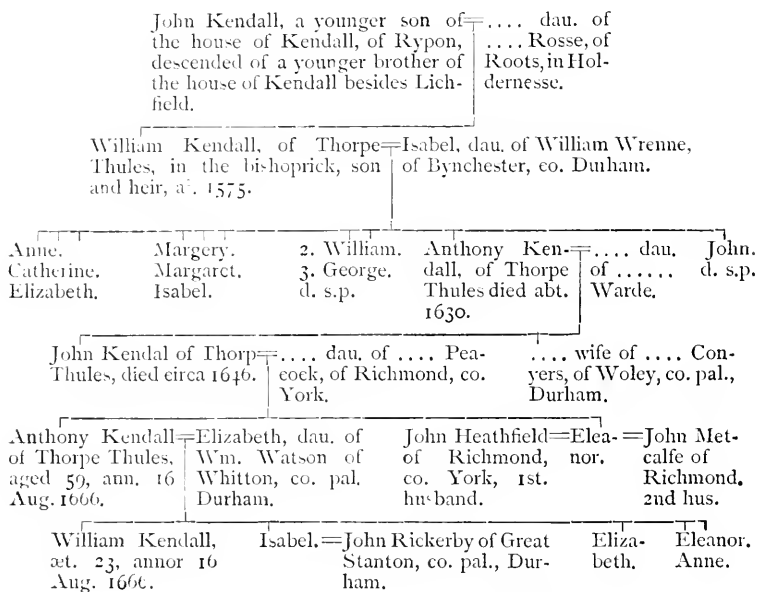 John Kendall, a younger son of
the house of Kendall, of Rypon,
descended of a younger brother of
the house of Kendall besides Lich-
field.
.... dau. of
.... Rosse, of
Roots, in Hol-
dernesse.
William Kendall, of Thorpe
Thules, in the bishoprick, son
and heir, a°. 1575.
Isabel, dau. of William Wrenne,
of Bynchester, co. Durham.
Anne.
Catherine.
Elizabeth.
Margery.
Margaret.
Isabel.
2. William.
3. George.
d. s.p.
Anthony Ken-
dall, of Thorpe
Thules died abt.
1630.
.... dau.
of ......
Warde.
John.
d. s.p.
John Kendal of Thorp
Thules, died circa 1646.
.... dau. of .... Pea-
cock, of Richmond, co.
York.
.... wife of .... Con-
yers, of Woley, co. pal.,
Durham.
Anthony Kendall
of Thorpe Thules,
aged 59, ann. 16
Aug. 1666.
Elizabeth, dau. of
Wm. Watson of
Whitton, co. pal.
Durham.
John Heathfield
of Richmond,
co. York, 1st.
husband.
Elea-
nor.
John Met-
calfe of
Richmond.
2nd hus.
William Kendall,
æt. 23, annor 16
Aug. 1666.
Isabel.
John Rickerby of Great
Stanton, co. pal., Dur-
ham.
Eliza-
beth.
Eleanor.
Anne.